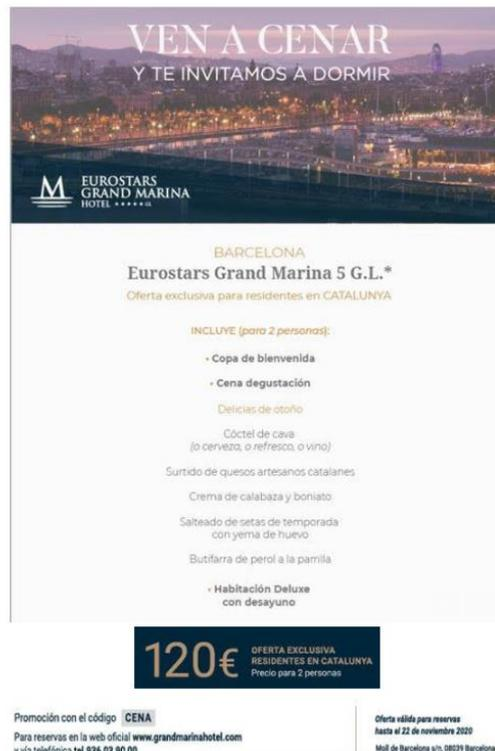 VEN A CENAR
Y TE INVITAMOS A DORMIR
M
EUROSTARS
GRAND MARINA
HOTEL ★★★★★ GL
BARCELONA
Eurostars Grand Marina 5 G.L.*
Oferta exclusiva para residentes en CATALUNYA
INCLUYE (para 2 personas):
• Copa de bienvenida
• Cena degustación
Delicias de otoño
Cóctel de cava
(o cerveza, o refresco, o vino)
Surtido de quesos artesanos catalanes
Crema de calabaza y boniato
Salteado de setas de temporada
con yema de huevo
Butifarra de perol a la parrilla
• Habitación Deluxe
con desayuno
120€
OFERTA EXCLUSIVA
RESIDENTES EN CATALUNYA
Precio para 2 personas
Promoción con el código CENA
Para reservas en la web oficial www.grandmarinahotel.com
y vía telefónica tel 936 03 90 00
Oferta válida para reservas
hasta el 22 de noviembre 2020
Moll de Barcelona s/n. 08039 Barcelona